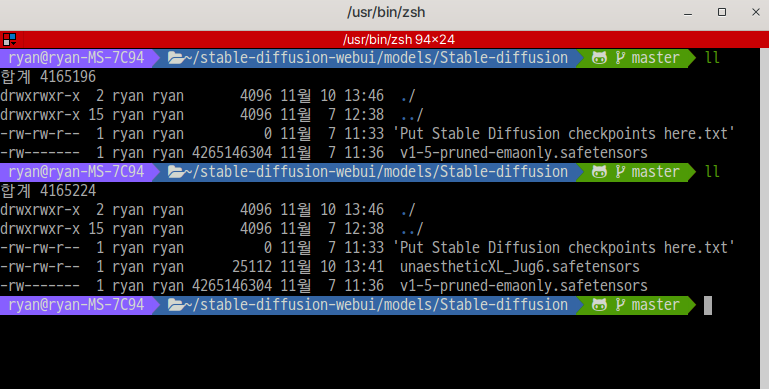 /usr/bin/zsh
/usr/bin/zsh 94×24
ryan@ryan-MS-7C94 ~/stable-diffusion-webui/models/Stable-diffusion master ll
합계 4165196
drwxrwxr-x  2 ryan ryan       4096 11월 10 13:46  ./
drwxrwxr-x 15 ryan ryan       4096 11월  7 12:38  ../
-rw-rw-r--  1 ryan ryan          0 11월  7 11:33 'Put Stable Diffusion checkpoints here.txt'
-rw-------  1 ryan ryan 4265146304 11월  7 11:36  v1-5-pruned-emaonly.safetensors
ryan@ryan-MS-7C94 ~/stable-diffusion-webui/models/Stable-diffusion master ll
합계 4165224
drwxrwxr-x  2 ryan ryan       4096 11월 10 13:46  ./
drwxrwxr-x 15 ryan ryan       4096 11월  7 12:38  ../
-rw-rw-r--  1 ryan ryan          0 11월  7 11:33 'Put Stable Diffusion checkpoints here.txt'
-rw-rw-r--  1 ryan ryan      25112 11월 10 13:41  unaestheticXL_Jug6.safetensors
-rw-------  1 ryan ryan 4265146304 11월  7 11:36  v1-5-pruned-emaonly.safetensors
ryan@ryan-MS-7C94 ~/stable-diffusion-webui/models/Stable-diffusion master